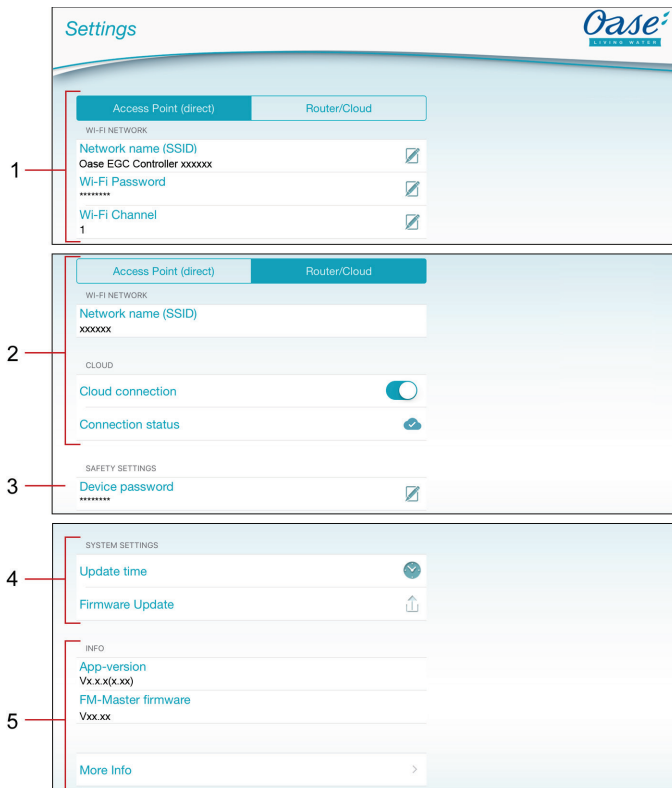 Settings
Oase
LIVING WATER
Access Point (direct) Router/Cloud
WI-FI NETWORK
Network name (SSID)
Oase EGC Controller xxxxxx
Wi-Fi Password
********
Wi-Fi Channel
1
1
Access Point (direct) Router/Cloud
WI-FI NETWORK
Network name (SSID)
xxxxxx
2
CLOUD
Cloud connection
Connection status
SAFETY SETTINGS
3
Device password
********
SYSTEM SETTINGS
4
Update time
Firmware Update
INFO
App-version
Vx.x.x(x.xx)
FM-Master firmware
Vxx.xx
5
More Info